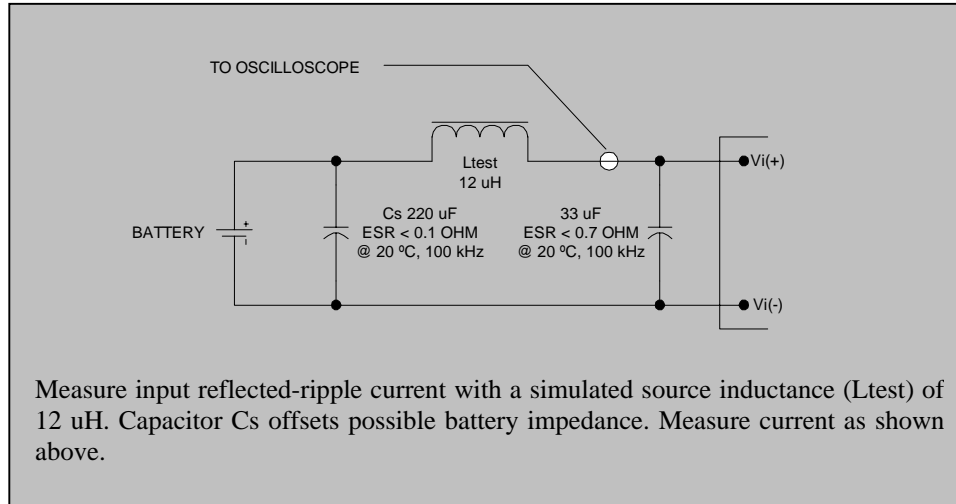 TO OSCILLOSCOPE
Ltest
12 uH
Vi(+)
BATTERY
+
Cs 220 uF
ESR < 0.1 OHM
@ 20 ºC, 100 kHz
33 uF
ESR < 0.7 OHM
@ 20 ºC, 100 kHz
Vi(-)
Measure input reflected-ripple current with a simulated source inductance (Ltest) of
12 uH. Capacitor Cs offsets possible battery impedance. Measure current as shown
above.